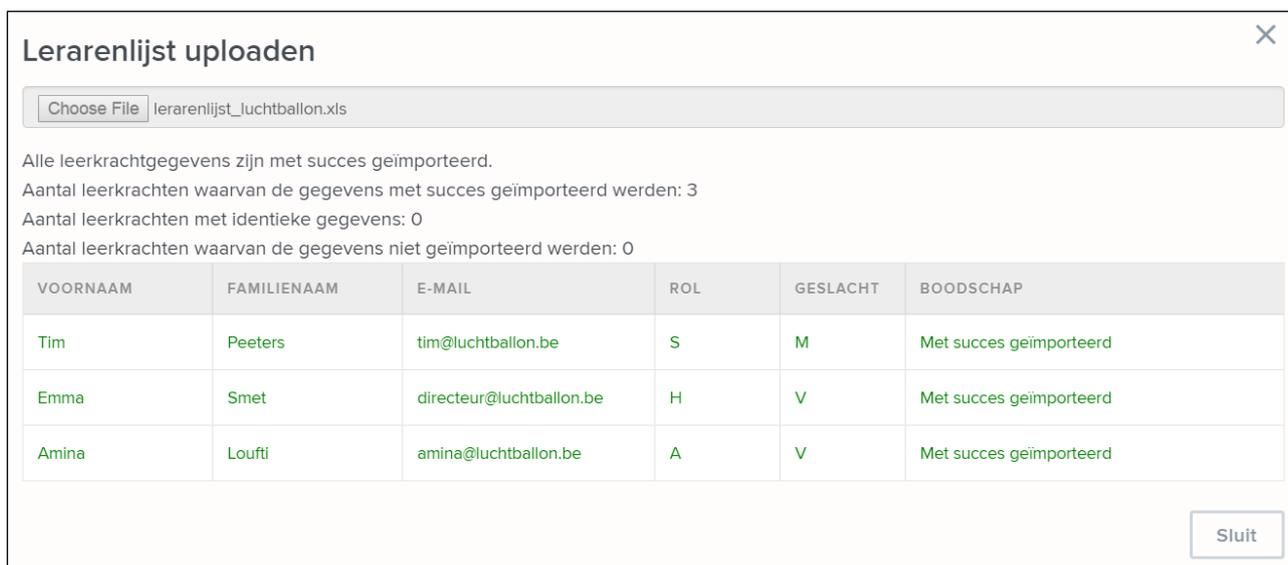 Lerarenlijst uploaden
Choose File lerarenlijst_luchtballon.xls
Alle leerkrachtgegevens zijn met succes geïmporteerd.
Aantal leerkrachten waarvan de gegevens met succes geïmporteerd werden: 3
Aantal leerkrachten met identieke gegevens: 0
Aantal leerkrachten waarvan de gegevens niet geïmporteerd werden: 0
VOORNAAM FAMILIENAAM E-MAIL ROL GESLACHT BOODSCHAP
Tim Peeters tim@luchtballon.be S M Met succes geïmporteerd
Emma Smet directeur@luchtballon.be H V Met succes geïmporteerd
Amina Loufti amina@luchtballon.be A V Met succes geïmporteerd
Sluit